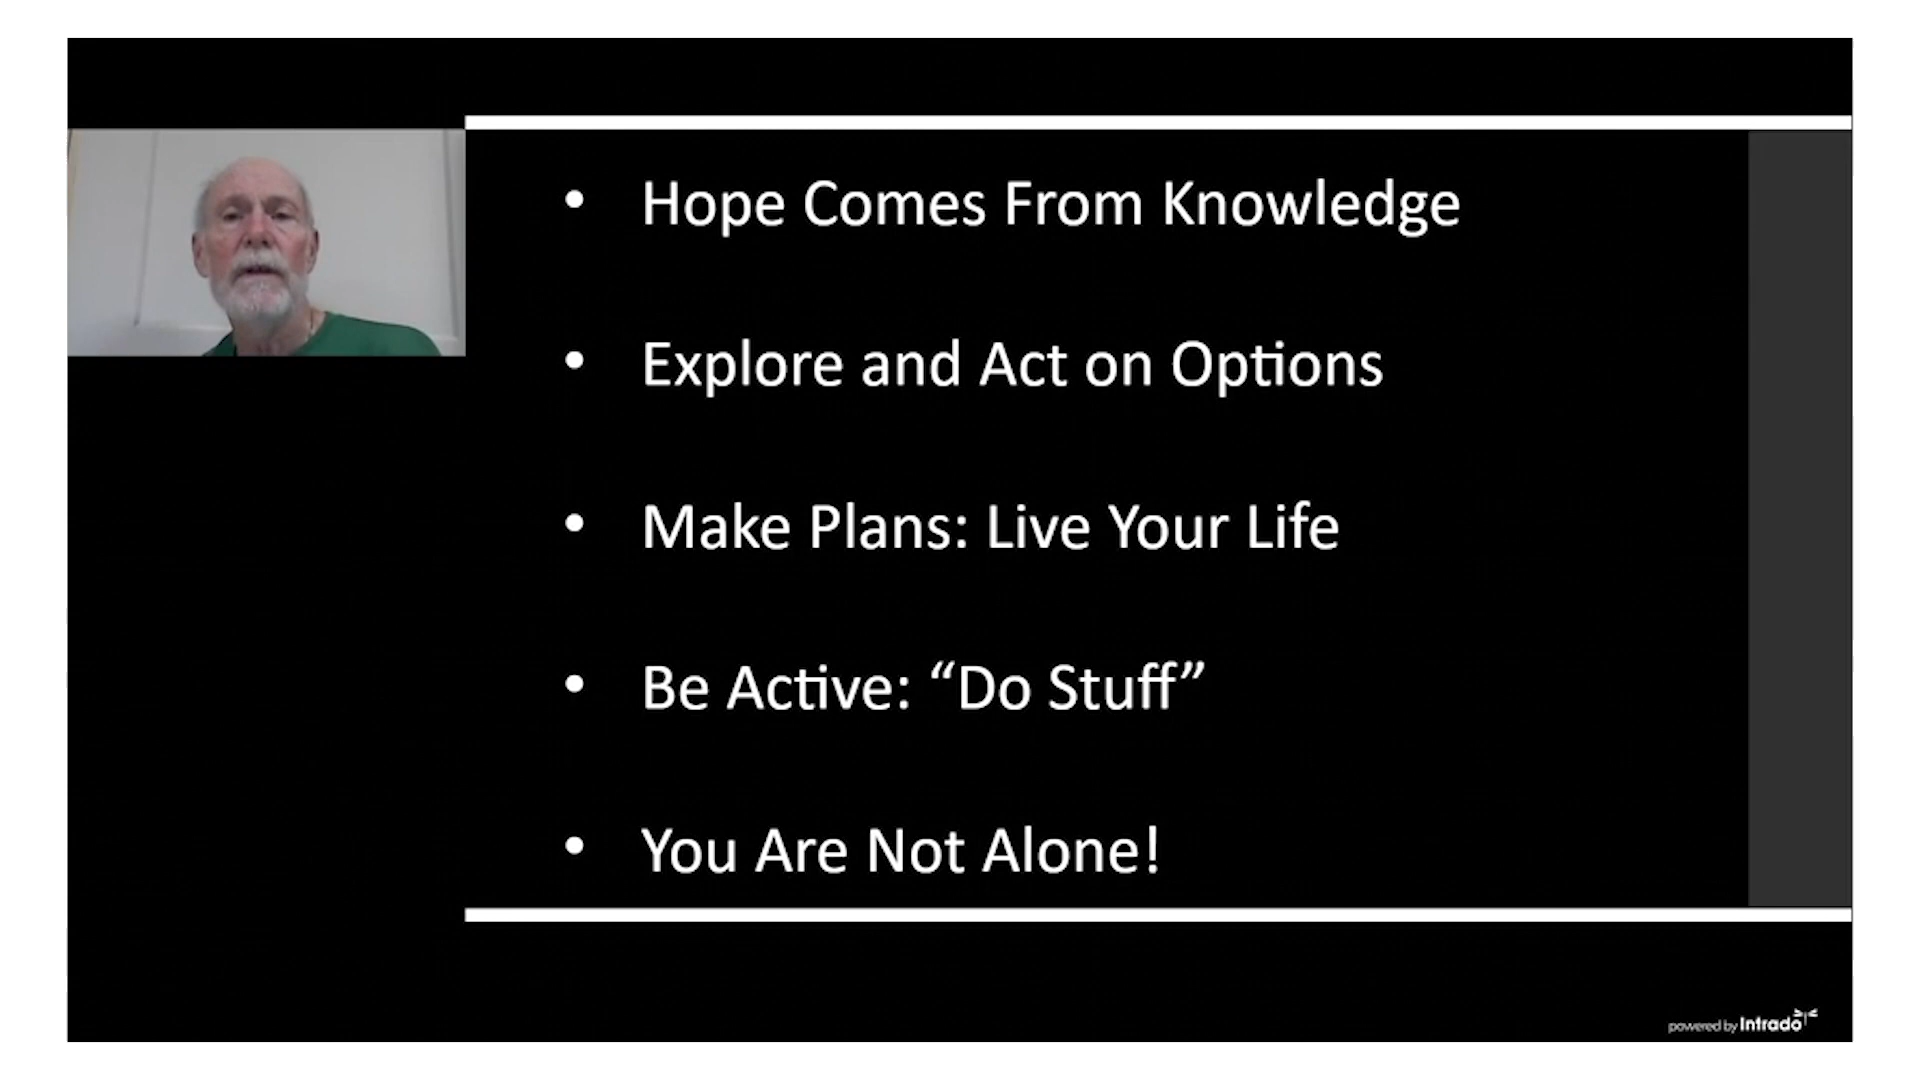 • Hope Comes From Knowledge
• Explore and Act on Options
• Make Plans: Live Your Life
• Be Active: “Do Stuff”
• You Are Not Alone!
powered by Intrado